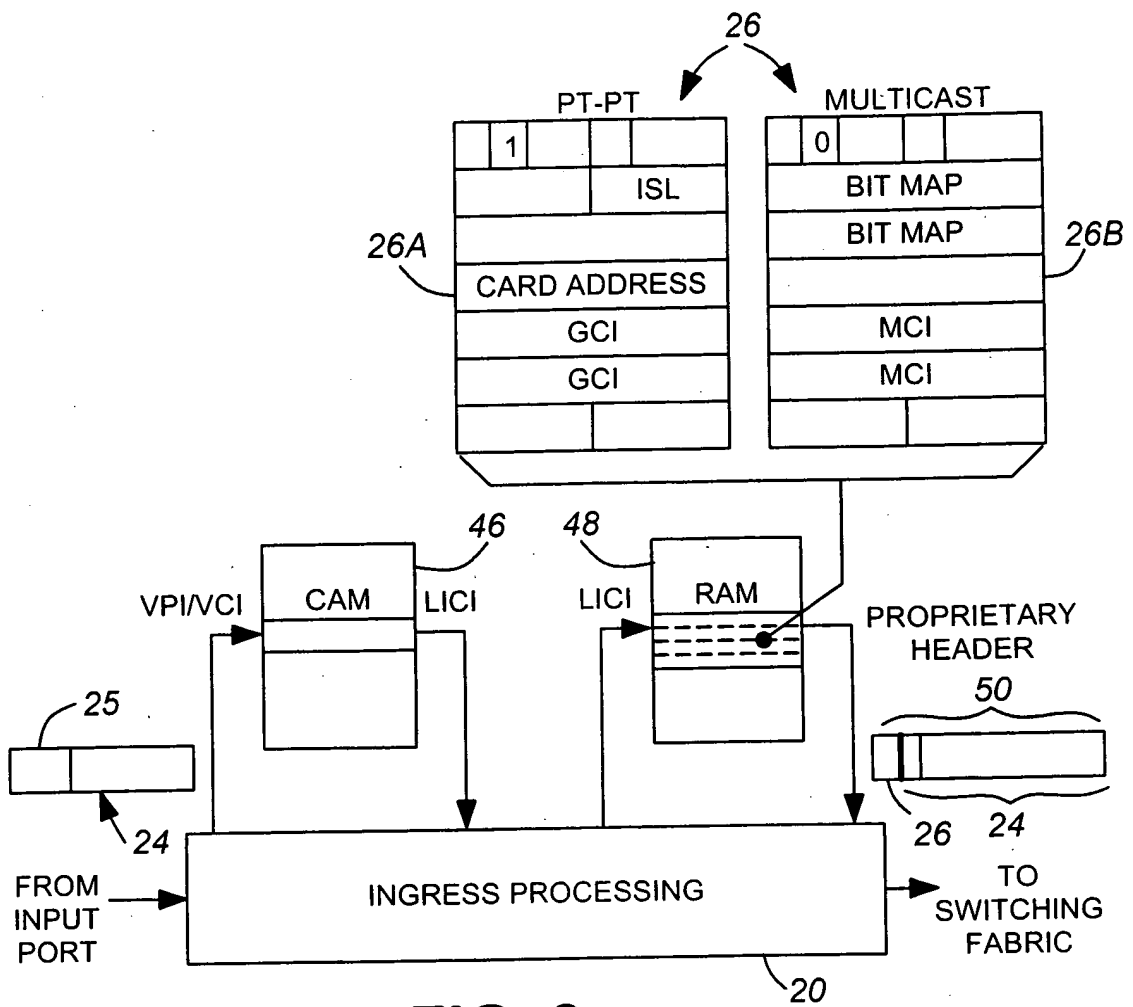 26
PT-PT
MULTICAST
1
0
ISL
BIT MAP
BIT MAP
26A
26B
CARD ADDRESS
GCI
MCI
GCI
MCI
46
48
VPI/VCI
CAM
LICI
LICI
RAM
PROPRIETARY
HEADER
25
50
24
26
24
FROM
INPUT
PORT
INGRESS PROCESSING
TO
SWITCHING
FABRIC
20